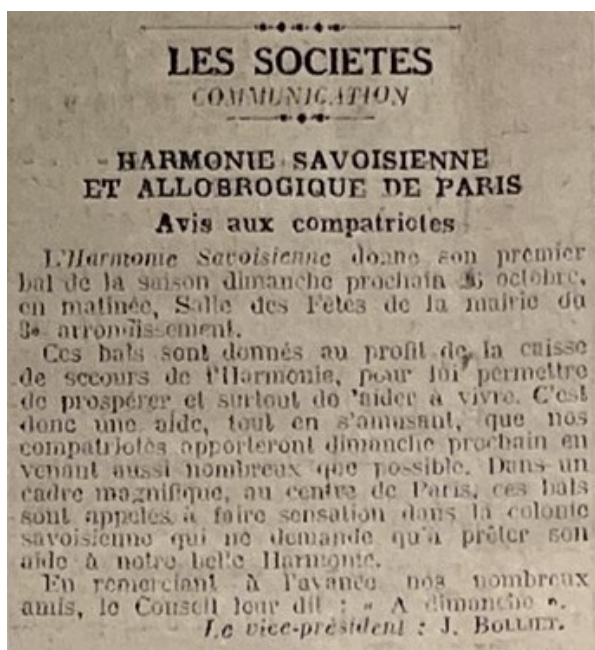 LES SOCIETES
COMMUNICATION
HARMONIE SAVOISIENNE
ET ALLOBROGIQUE DE PARIS
Avis aux compatriotes
L'Harmonie Savoisienne donne son premier
bal de la saison dimanche prochain octobre,
en matinée, Salle des Fêtes de la mairie du
3e arrondissement.
Ces bals sont donnés au profit de la caisse
de secours de l'Harmonie, pour lui permettre
de prospérer et surtout de l'aider à vivre. C'est
donc une aide, tout en s'amusant, que nos
compatriotes apporteront dimanche prochain en
venant aussi nombreux que possible. Dans un
cadre magnifique, au centre de Paris, ces bals
sont appelés à faire sensation dans la colonie
savoisienne qui ne demande qu'à prêter son
aide à notre belle Harmonie.
En remerciant à l'avance nos nombreux
amis, le Conseil leur dit : « A dimanche ».
Le vice-président : J. BOLLIET.